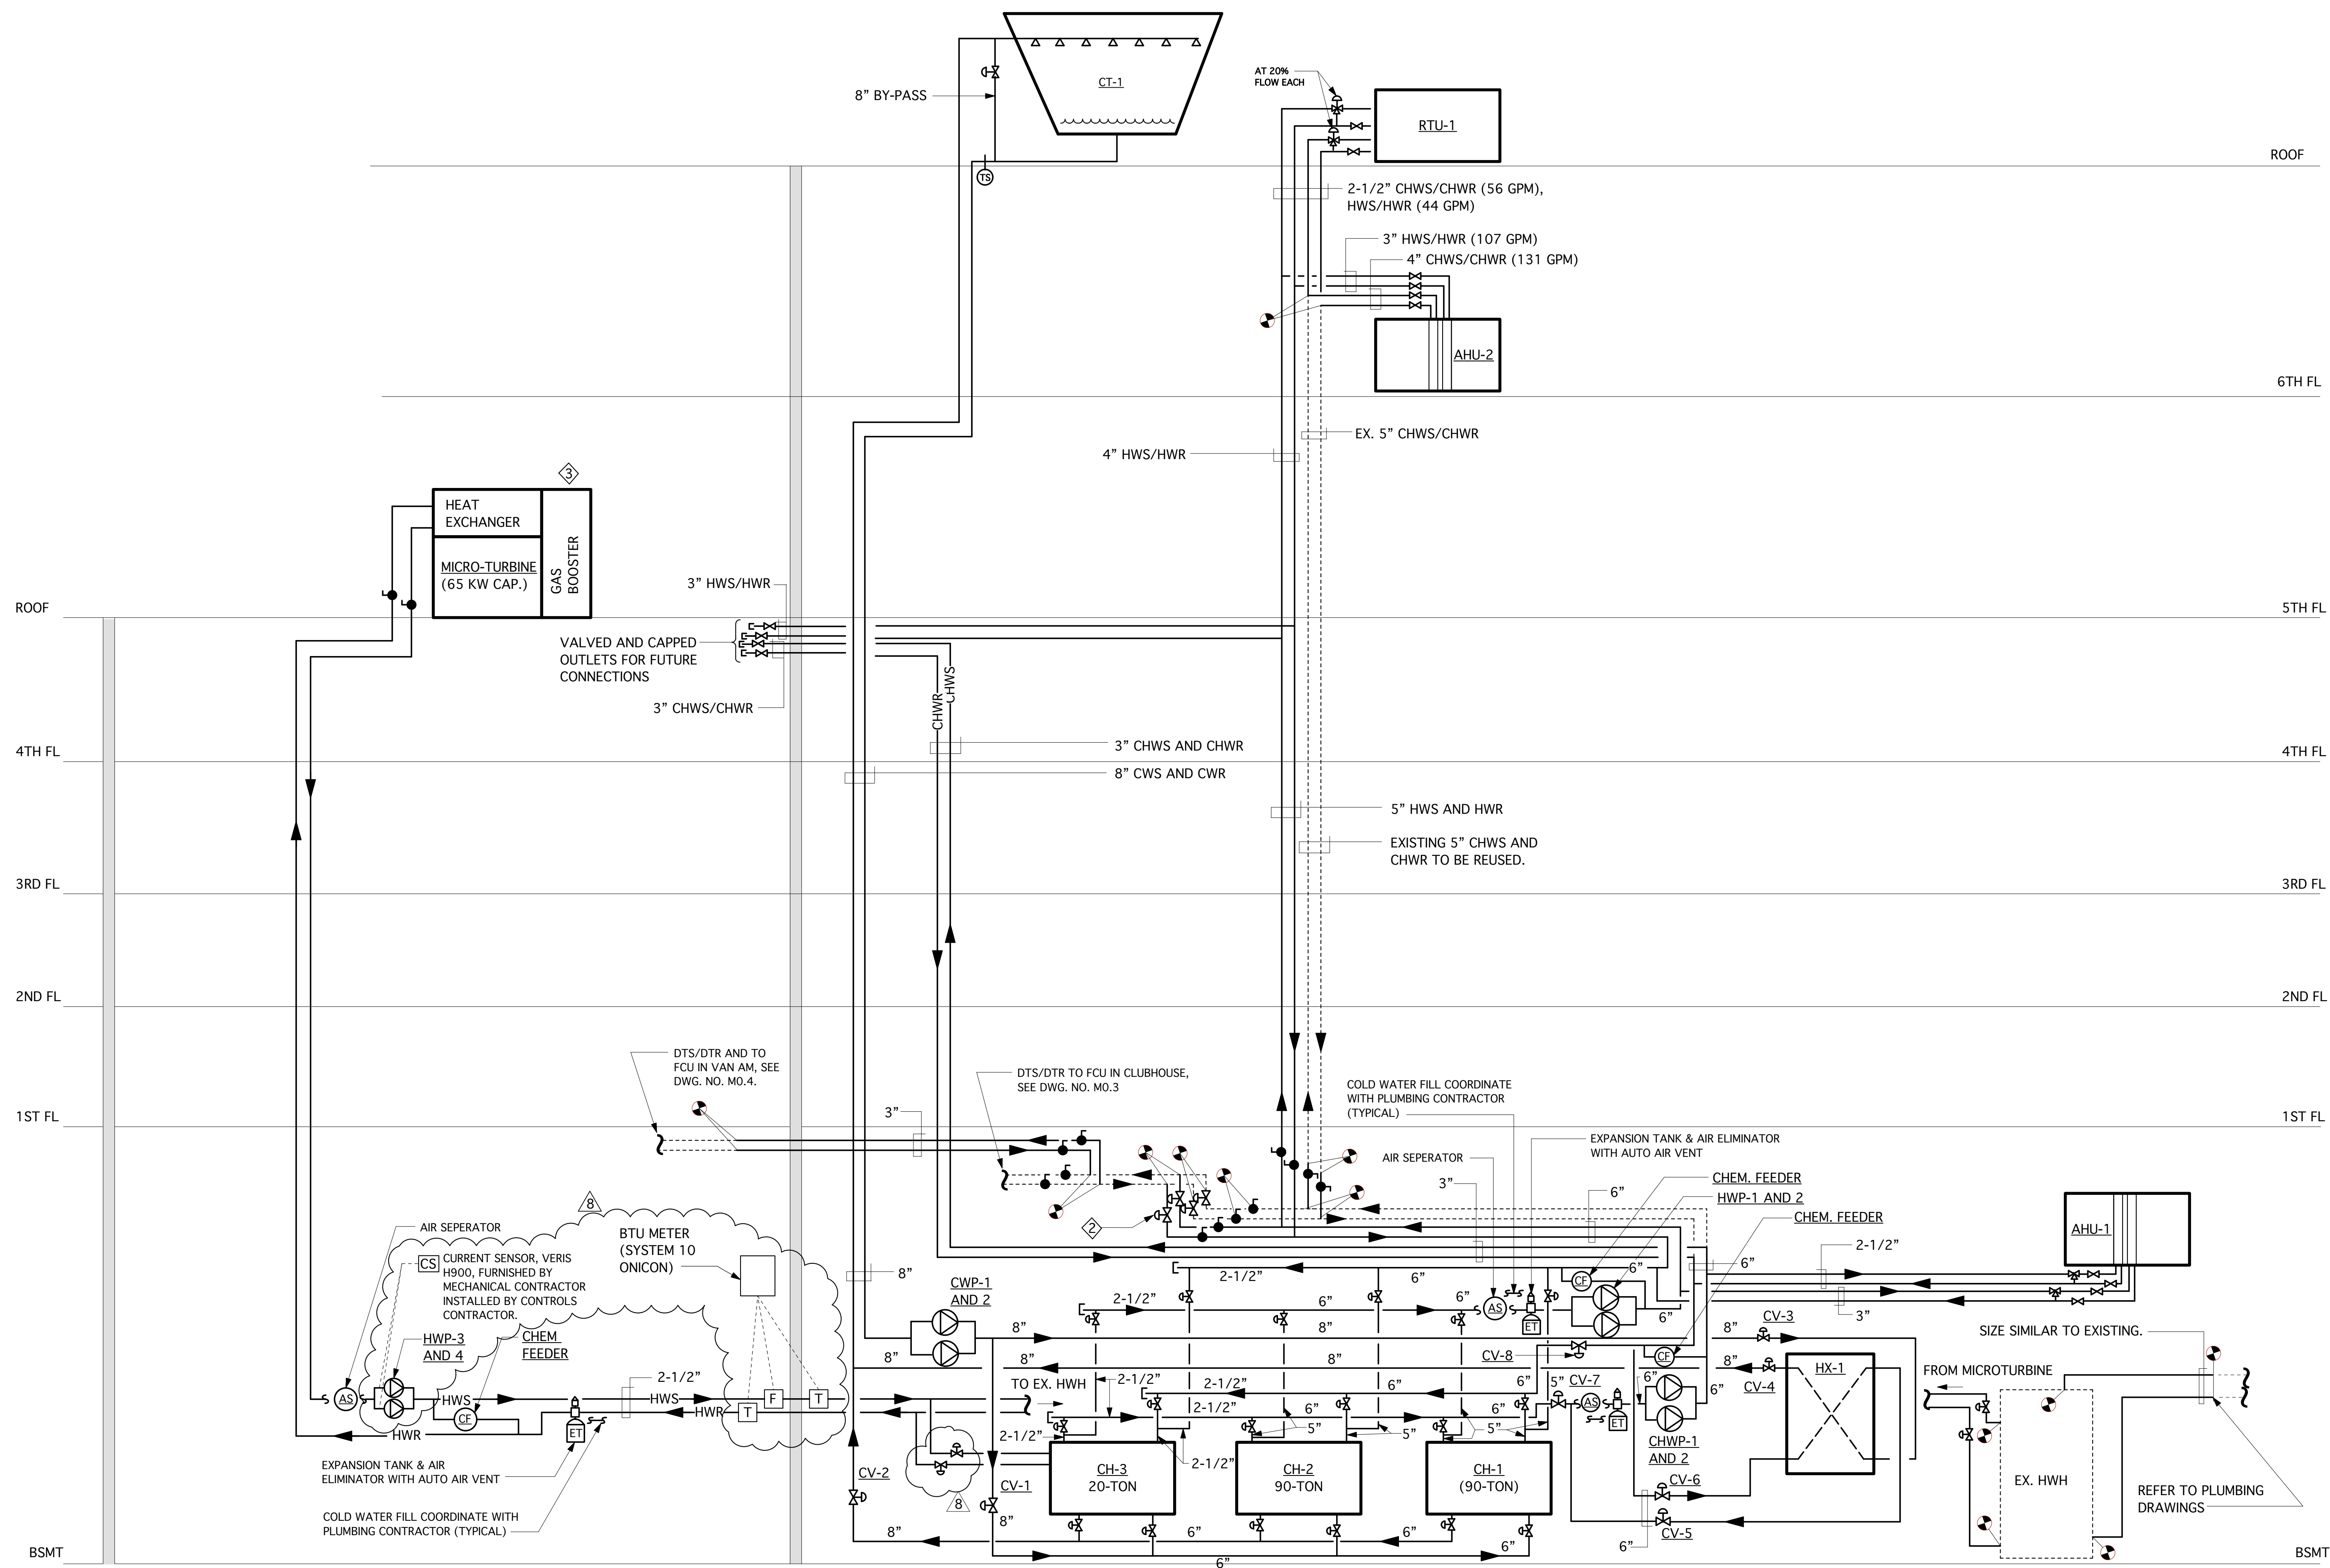 CT-1
8” BY-PASS
TS
AT 20%
FLOW EACH
RTU-1
ROOF
2-1/2” CHWS/CHWR (56 GPM),
HWS/HWR (44 GPM)
3” HWS/HWR (107 GPM)
4” CHWS/CHWR (131 GPM)
AHU-2
6TH FL
EX. 5” CHWS/CHWR
4” HWS/HWR
3
HEAT
EXCHANGER
MICRO-TURBINE
(65 KW CAP.)
GAS
BOOSTER
3” HWS/HWR
ROOF
5TH FL
VALVED AND CAPPED
OUTLETS FOR FUTURE
CONNECTIONS
3” CHWS/CHWR
CHWR
CHWS
4TH FL
3” CHWS AND CHWR
8” CWS AND CWR
4TH FL
5” HWS AND HWR
EXISTING 5” CHWS AND
CHWR TO BE REUSED.
3RD FL
3RD FL
2ND FL
2ND FL
DTS/DTR AND TO
FCU IN VAN AM, SEE
DWG. NO. M0.4.
DTS/DTR TO FCU IN CLUBHOUSE,
SEE DWG. NO. M0.3
COLD WATER FILL COORDINATE
WITH PLUMBING CONTRACTOR
(TYPICAL)
1ST FL
3”
1ST FL
EXPANSION TANK & AIR ELIMINATOR
WITH AUTO AIR VENT
AIR SEPERATOR
3”
6”
CHEM. FEEDER
HWP-1 AND 2
CHEM. FEEDER
8
2
AIR SEPERATOR
CS
CURRENT SENSOR, VERIS
H900, FURNISHED BY
MECHANICAL CONTRACTOR
INSTALLED BY CONTROLS
CONTRACTOR.
BTU METER
(SYSTEM 10
ONICON)
AHU-1
2-1/2”
6”
3”
8”
CWP-1
AND 2
2-1/2”
6”
6”
CF
2-1/2”
6”
6”
AS
ET
6”
6”
HWP-3
AND 4
CHEM
FEEDER
8”
8”
8”
CV-3
SIZE SIMILAR TO EXISTING.
8”
8”
8”
CV-8
CF
8”
CV-4
HX-1
FROM MICROTURBINE
TO EX. HWH
2-1/2”
2-1/2”
6”
6”
5”
CV-7
6”
6”
AS
HWS
CF
2-1/2”
HWS
F
T
T
HWR
HWR
ET
2-1/2”
6”
6”
AS
ET
2-1/2”
5”
5”
5”
2-1/2”
CHWP-1
AND 2
EXPANSION TANK & AIR
ELIMINATOR WITH AUTO AIR VENT
COLD WATER FILL COORDINATE WITH
PLUMBING CONTRACTOR (TYPICAL)
CV-2
8
CV-1
CH-3
20-TON
CH-2
90-TON
CH-1
(90-TON)
CV-6
EX. HWH
REFER TO PLUMBING
DRAWINGS
8”
8”
6”
6”
6”
6”
6”
CV-5
6”
BSMT
6”
BSMT